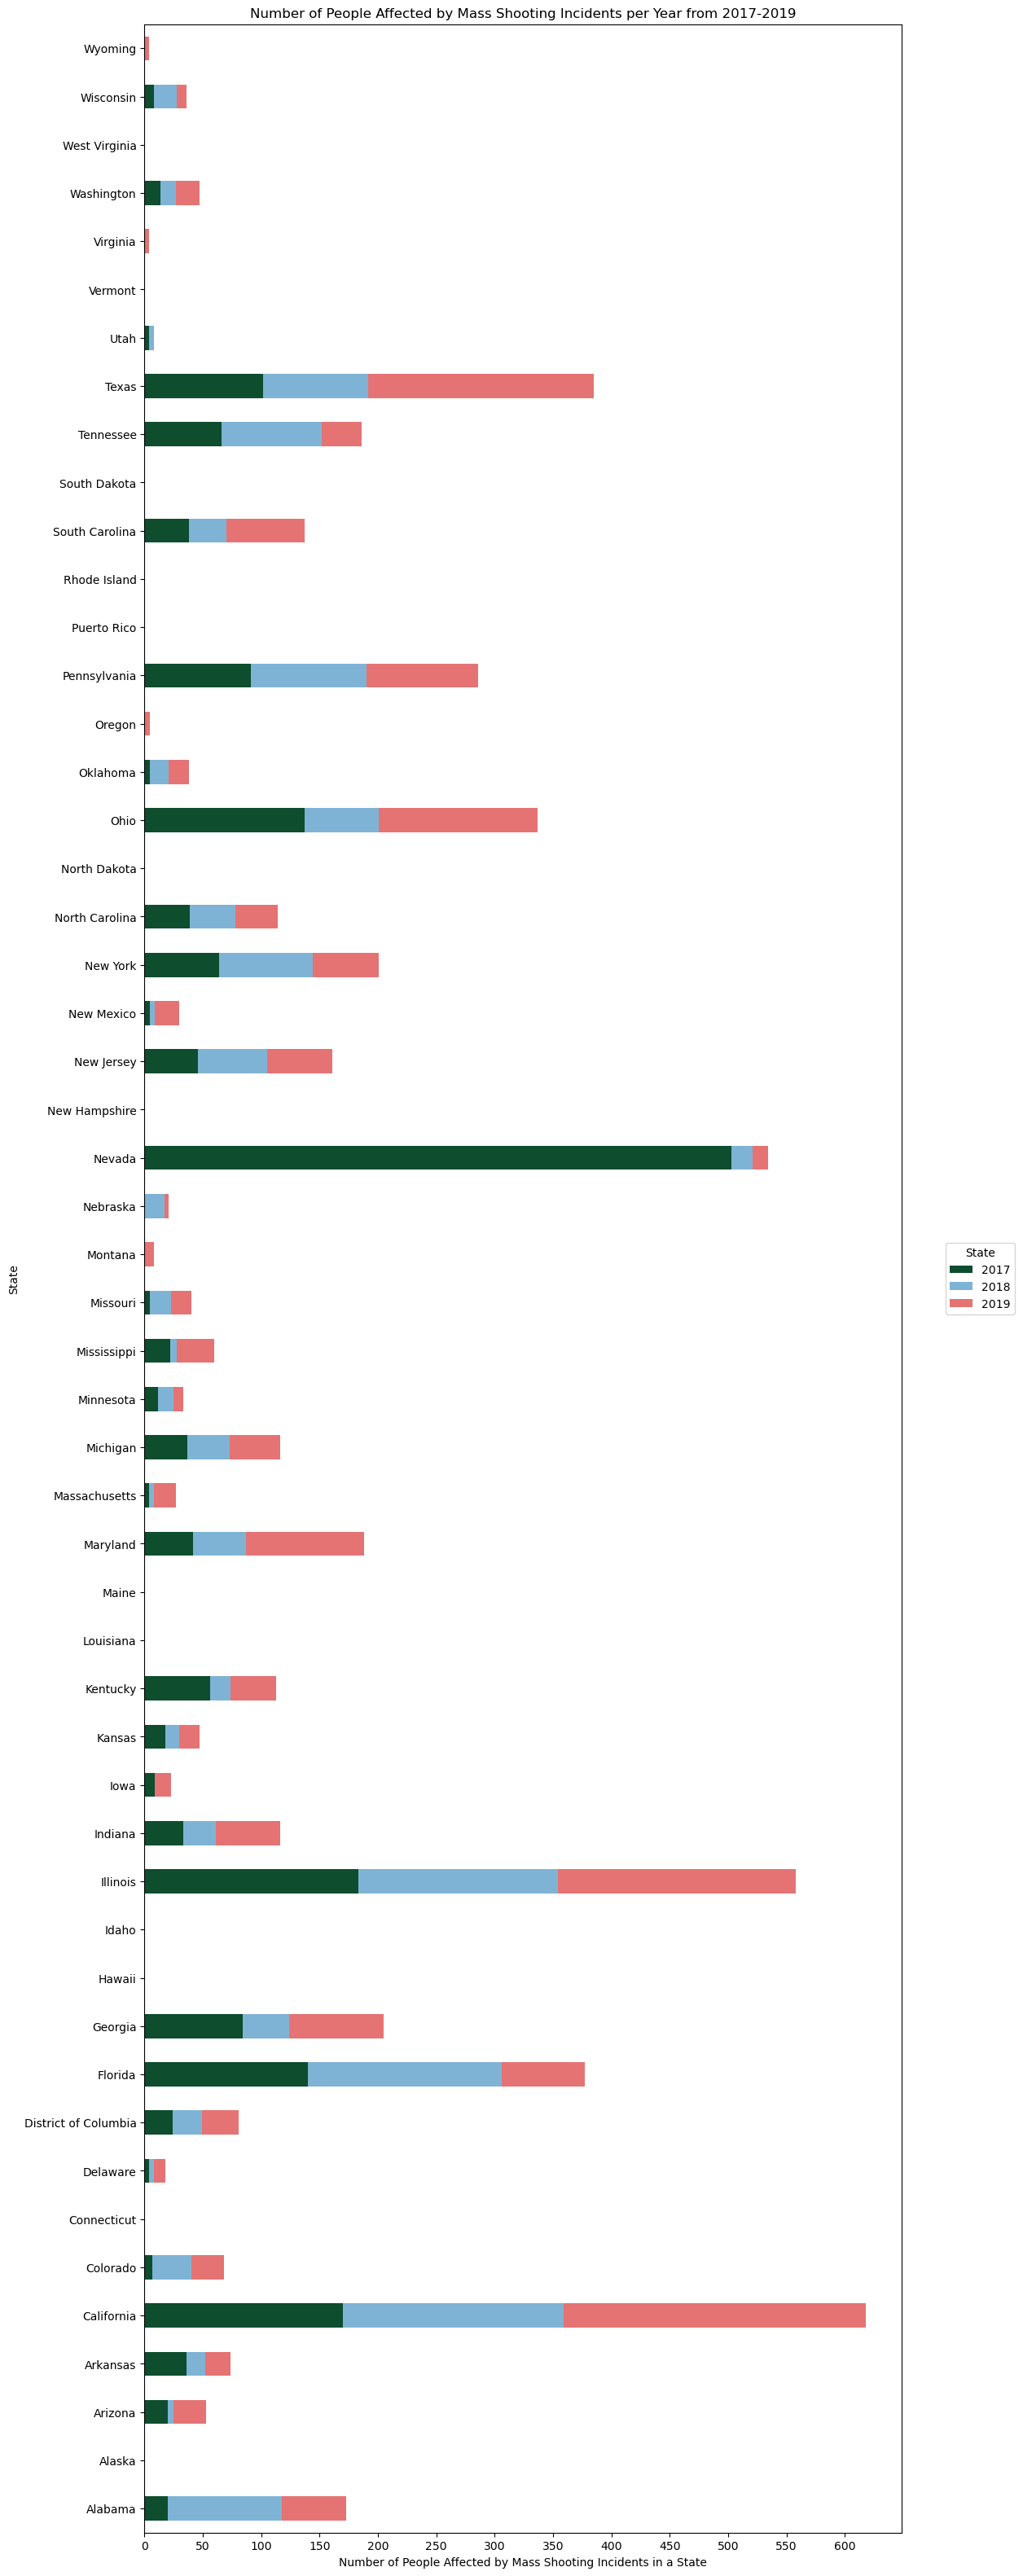 Number of People Affected by Mass Shooting Incidents per Year from 2017-2019
Wyoming
Wisconsin
West Virginia
Washington
Virginia
Vermont
Utah
Texas
Tennessee
South Dakota
South Carolina
Rhode Island
Puerto Rico
Pennsylvania
Oregon
Oklahoma
Ohio
North Dakota
North Carolina
New York
New Mexico
New Jersey
New Hampshire
Nevada
Nebraska
Montana
Missouri
Mississippi
Minnesota
Michigan
Massachusetts
Maryland
Maine
Louisiana
Kentucky
Kansas
Iowa
Indiana
Illinois
Idaho
Hawaii
Georgia
Florida
District of Columbia
Delaware
Connecticut
Colorado
California
Arkansas
Arizona
Alaska
Alabama
State
State
2017
2018
2019
0 50 100 150 200 250 300 350 400 450 500 550 600
Number of People Affected by Mass Shooting Incidents in a State